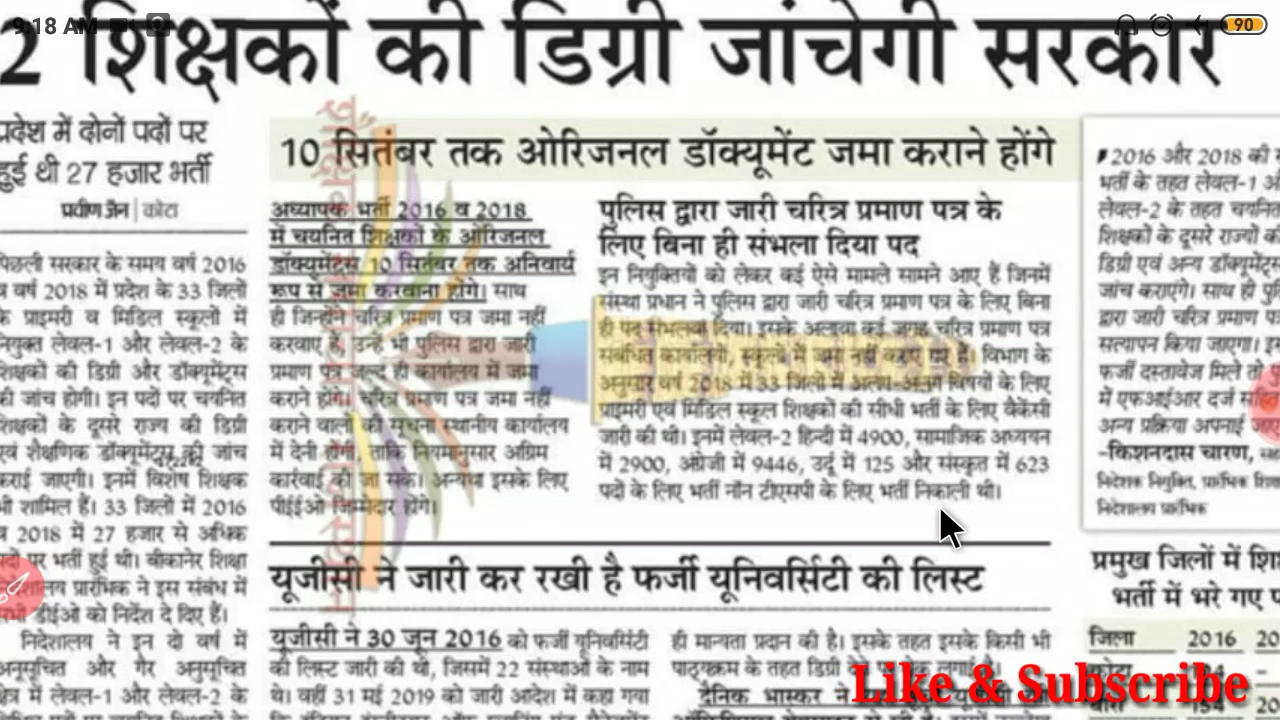 9:18 AM
90
2 शिक्षकों की डिग्री जांचेगी सरकार
प्रदेश में दोनों पदों पर
हुई थी 27 हजार भर्ती
प्रवीण जैन | कोटा
पिछली सरकार के समय वर्ष 2016
व वर्ष 2018 में प्रदेश के 33 जिलों
के प्राइमरी व मिडिल स्कूलों में
नियुक्त लेवल-1 और लेवल-2 के
शिक्षकों की डिग्री और डॉक्यूमेंट्स
की जांच होगी। इन पदों पर चयनित
शिक्षकों के दूसरे राज्य की डिग्री
एवं शैक्षणिक डॉक्यूमेंट्स की जांच
कराई जाएगी। इनमें विशेष शिक्षक
भी शामिल हैं। 33 जिलों में 2016
व 2018 में 27 हजार से अधिक
पदों पर भर्ती हुई थी। बीकानेर शिक्षा
प्रारंभिक ने इस संबंध में
सभी डीईओ को निर्देश दे दिए हैं।
निदेशालय ने इन दो वर्ष में
अनुसूचित और गैर अनुसूचित
क्षेत्र में लेवल-1 और लेवल-2 के
10 सितंबर तक ओरिजनल डॉक्यूमेंट जमा कराने होंगे
अध्यापक भर्ती 2016 व 2018
में चयनित शिक्षकों के ओरिजनल
डॉक्यूमेंट्स 10 सितंबर तक अनिवार्य
रूप से जमा करवाना होंगे। साथ
ही जिनहोंने चरित्र प्रमाण पत्र जमा नहीं
करवाए हैं, उन्हें भी पुलिस द्वारा जारी
प्रमाण पत्र जल्द ही कार्यालय में जमा
कराने होंगे। चरित्र प्रमाण पत्र जमा नहीं
कराने वालों की सूचना स्थानीय कार्यालय
में देनी होगी, ताकि नियमानुसार अग्रिम
कार्रवाई की जा सके। अन्यथा इसके लिए
पीईईओ जिम्मेदार होंगे।
पुलिस द्वारा जारी चरित्र प्रमाण पत्र के
लिए बिना ही संभला दिया पद
इन नियुक्तियों को लेकर कई ऐसे मामले सामने आए हैं जिनमें
संस्था प्रधान ने पुलिस द्वारा जारी चरित्र प्रमाण पत्र के लिए बिना
ही पद संभलवा दिया। इसके अलावा कई जगह चरित्र प्रमाण पत्र
संबंधित कार्यालयों, स्कूलों में जमा नहीं कराए गए हैं। विभाग के
अनुसार वर्ष 2018 में 33 जिलों में अलग-अलग विषयों के लिए
प्राइमरी एवं मिडिल स्कूल शिक्षकों की सीधी भर्ती के लिए वैकेंसी
जारी की थी। इनमें लेवल-2 हिन्दी में 4900, सामाजिक अध्ययन
में 2900, अंग्रेजी में 9446, उर्दू में 125 और संस्कृत में 623
पदों के लिए भर्ती नॉन टीएसपी के लिए भर्ती निकाली थी।
यूजीसी ने जारी कर रखी है फर्जी यूनिवर्सिटी की लिस्ट
यूजीसी ने 30 जून 2016 को फर्जी यूनिवर्सिटी
की लिस्ट जारी की थी, जिसमें 22 संस्थाओं के नाम
थे। वहीं 31 मई 2019 को जारी आदेश में कहा गया
ही मान्यता प्रदान की है। इसके तहत इसके किसी भी
पाठ्यक्रम के तहत डिग्री
दैनिक भास्कर ने
2016 और 2018 की
भर्ती के तहत लेवल-1
लेवल-2 के तहत चयनित
शिक्षकों के दूसरे राज्यों
डिग्री एवं अन्य डॉक्यूमेंट्स
जांच कराएंगे। साथ ही
द्वारा जारी चरित्र प्रमाण
सत्यापन किया जाएगा।
फर्जी दस्तावेज मिले तो
में एफआईआर दर्ज सहित
अन्य प्रक्रिया अपनाई
-किशनदास चारण,
निदेशक नियुक्ति, प्रारंभिक
निदेशालय प्रारंभिक
प्रमुख जिलों में
भर्ती में भरे गए
जिला 2016 20
कोटा
Like & Subscribe